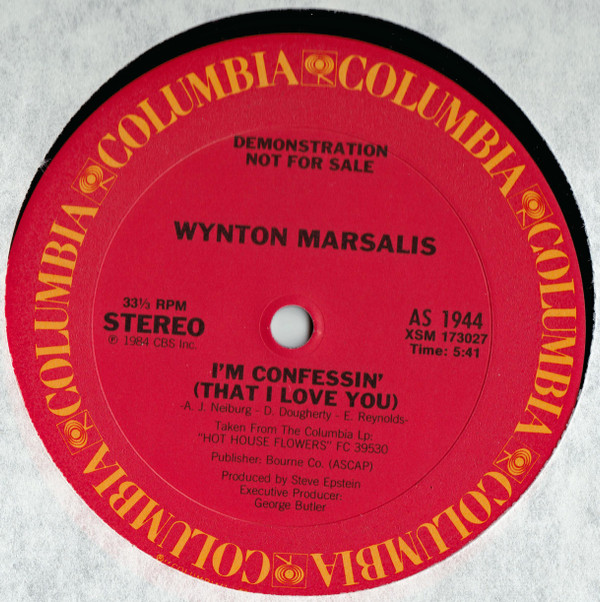 COLUMBIA COLUMBIA COLUMBIA COLUMBIA COLUMBIA COLUMBIA COLUMBIA
DEMONSTRATION
NOT FOR SALE
WYNTON MARSALIS
33⅓ RPM
STEREO
℗ 1984 CBS Inc.
AS 1944
XSM 173027
Time: 5:41
I'M CONFESSIN'
(THAT I LOVE YOU)
-A. J. Neiburg - D. Dougherty - E. Reynolds-
Taken From The Columbia Lp:
"HOT HOUSE FLOWERS" FC 39530
Publisher: Bourne Co. (ASCAP)
Produced by Steve Epstein
Executive Producer:
George Butler